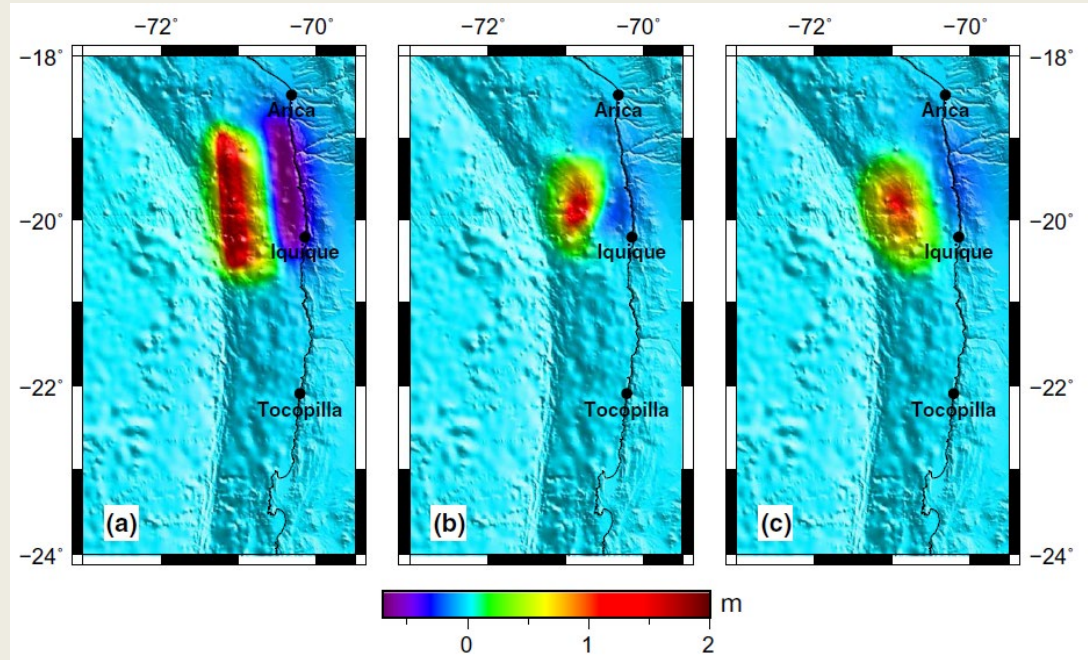 −72˚ −70˚ −72˚ −70˚ −72˚ −70˚
−18˚ −18˚
Arica Arica Arica
−20˚ −20˚
Iquique Iquique Iquique
−22˚ −22˚
Tocopilla Tocopilla Tocopilla
(a) (b) (c)
−24˚ −24˚
m
0 1 2